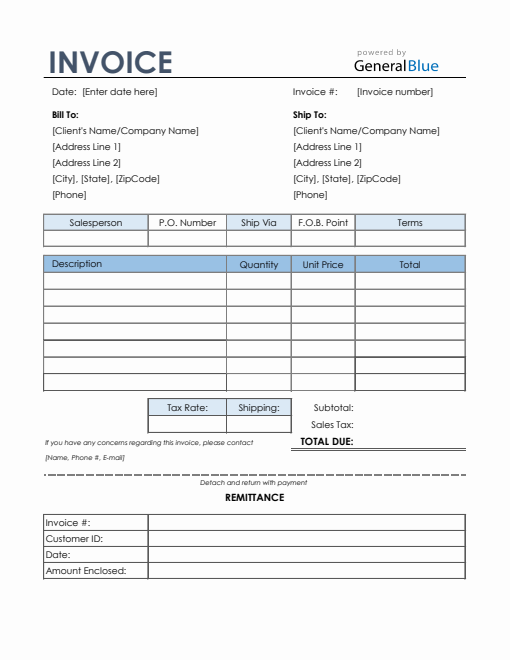 INVOICE
powered by
GeneralBlue
Date: [Enter date here] Invoice #: [Invoice number]
Bill To: Ship To:
[Client's Name/Company Name] [Client's Name/Company Name]
[Address Line 1] [Address Line 1]
[Address Line 2] [Address Line 2]
[City], [State], [ZipCode] [City], [State], [ZipCode]
[Phone] [Phone]
Salesperson P.O. Number Ship Via F.O.B. Point Terms
Description Quantity Unit Price Total
Tax Rate: Shipping: Subtotal:
Sales Tax:
If you have any concerns regarding this invoice, please contact TOTAL DUE:
[Name, Phone #, E-mail]
Detach and return with payment
REMITTANCE
Invoice #:
Customer ID:
Date:
Amount Enclosed: